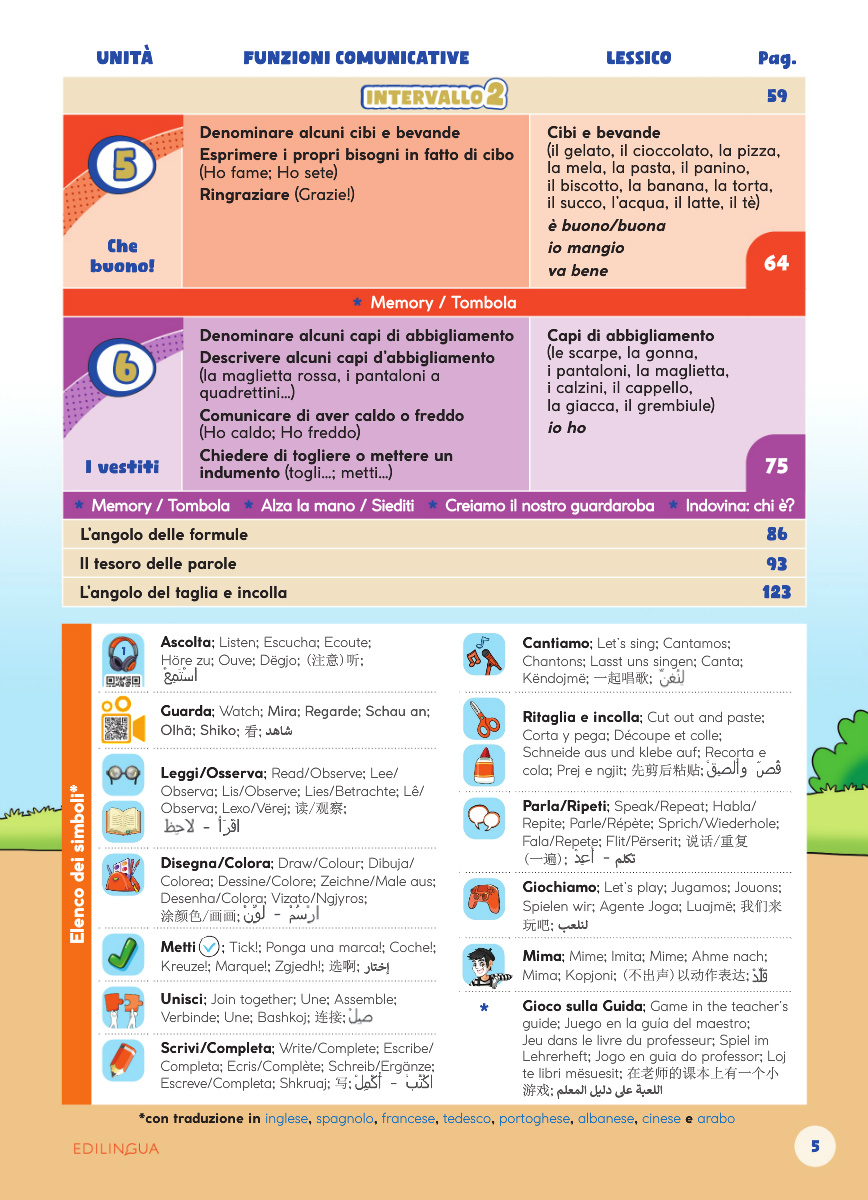 UNITÀ FUNZIONI COMUNICATIVE LESSICO Pag.
INTERVALLO 2 59
5
Che
buono!
Denominare alcuni cibi e bevande
Esprimere i propri bisogni in fatto di cibo
(Ho fame; Ho sete)
Ringraziare (Grazie!)
Cibi e bevande
(il gelato, il cioccolato, la pizza,
la mela, la pasta, il panino,
il biscotto, la banana, la torta,
il succo, l'acqua, il latte, il tè)
è buono/buona
io mangio
va bene
64
* Memory / Tombola
6
I vestiti
Denominare alcuni capi di abbigliamento
Descrivere alcuni capi d'abbigliamento
(la maglietta rossa, i pantaloni a
quadrettini...)
Comunicare di aver caldo o freddo
(Ho caldo; Ho freddo)
Chiedere di togliere o mettere un
indumento (togli...; metti...)
Capi di abbigliamento
(le scarpe, la gonna,
i pantaloni, la maglietta,
i calzini, il cappello,
la giacca, il grembiule)
io ho
75
* Memory / Tombola * Alza la mano / Siediti * Creiamo il nostro guardaroba * Indovina: chi è?
L'angolo delle formule 86
Il tesoro delle parole 93
L'angolo del taglia e incolla 123
Elenco dei simboli*
1
Ascolta; Listen; Escucha; Ecoute;
Höre zu; Ouve; Dëgjo; (注意)听;
اسْتَمِعْ
Guarda; Watch; Mira; Regarde; Schau an;
Olhā; Shiko; 看; شاهد
Leggi/Osserva; Read/Observe; Lee/
Observa; Lis/Observe; Lies/Betrachte; Lê/
Observa; Lexo/Vërej; 读/观察;
اقْرَأْ - لاحِظْ
Disegna/Colora; Draw/Colour; Dibuja/
Colorea; Dessine/Colore; Zeichne/Male aus;
Desenha/Colora; Vizato/Ngjyros;
涂颜色/画画; ارْسُمْ - لَوِّنْ
Metti ✓; Tick!; Ponga una marca!; Coche!;
Kreuze!; Marque!; Zgjedh!; 选啊; إختار
Unisci; Join together; Une; Assemble;
Verbinde; Une; Bashkoj; 连接; صِلْ
Scrivi/Completa; Write/Complete; Escribe/
Completa; Ecris/Complète; Schreib/Ergänze;
Escreve/Completa; Shkruaj; 写; اكْتُبْ - أَكْمِلْ
Cantiamo; Let's sing; Cantamos;
Chantons; Lasst uns singen; Canta;
Këndojmë; 一起唱歌; لِنُغَنِّ
Ritaglia e incolla; Cut out and paste;
Corta y pega; Découpe et colle;
Schneide aus und klebe auf; Recorta e
cola; Prej e ngjit; 先剪后粘贴; قُصّ وألصِقْ
Parla/Ripeti; Speak/Repeat; Habla/
Repite; Parle/Répète; Sprich/Wiederhole;
Fala/Repete; Flit/Përserit; 说话/重复
(一遍); تكلم - أَعِدْ
Giochiamo; Let's play; Jugamos; Jouons;
Spielen wir; Agente Joga; Luajmë; 我们来
玩吧; لنلعب
Mima; Mime; Imita; Mime; Ahme nach;
Mima; Kopjoni; (不出声)以动作表达; قَلِّدْ
* Gioco sulla Guida; Game in the teacher's
guide; Juego en la guía del maestro;
Jeu dans le livre du professeur; Spiel im
Lehrerheft; Jogo en guia do professor; Loj
te libri mësuesit; 在老师的课本上有一个小
游戏; اللعبة على دليل المعلم
*con traduzione in inglese, spagnolo, francese, tedesco, portoghese, albanese, cinese e arabo
EDILINGUA
5